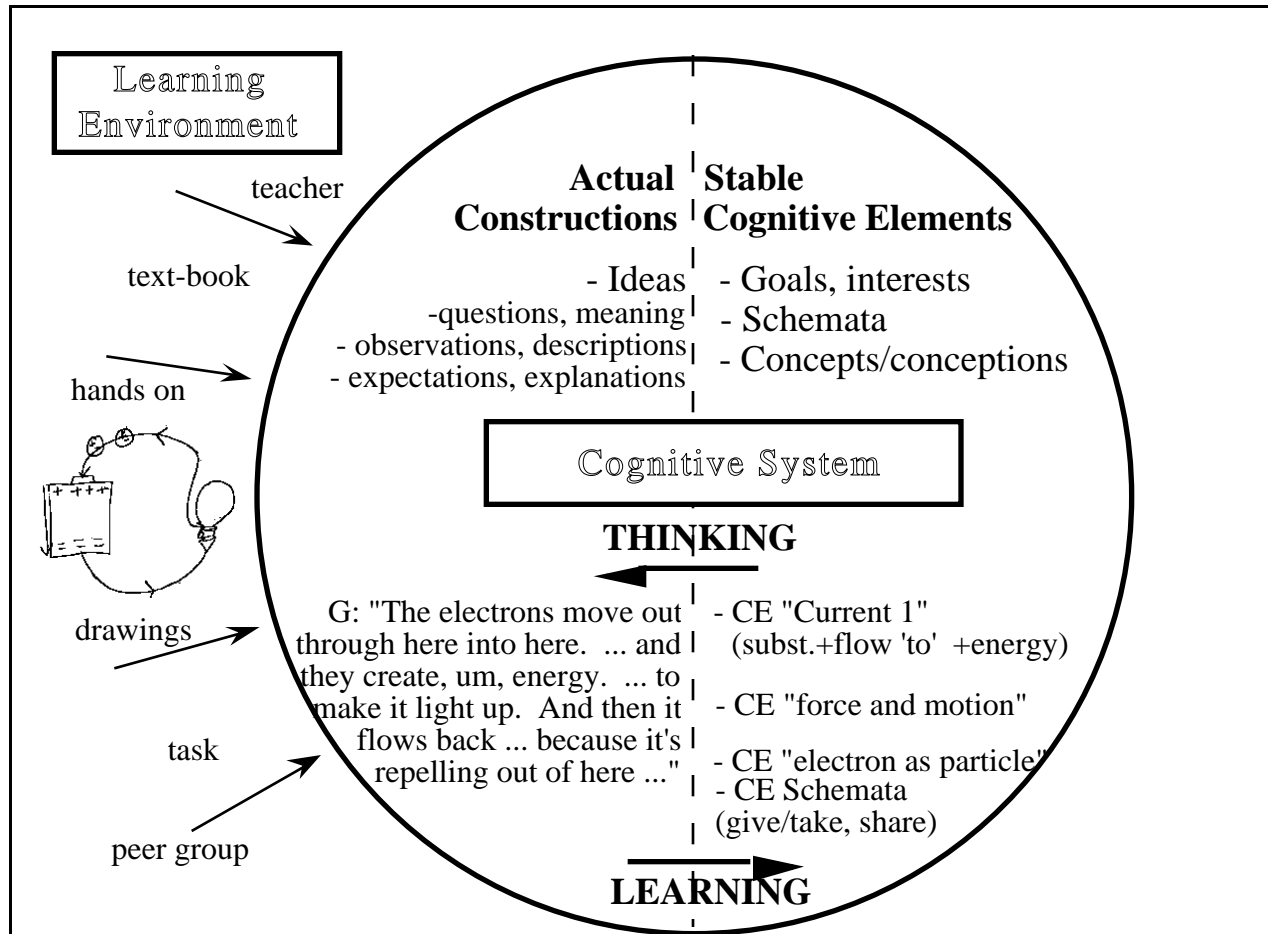 Learning
Environment
teacher
text-book
hands on
drawings
task
peer group
Actual
Constructions
- Ideas
-questions, meaning
- observations, descriptions
- expectations, explanations
Stable
Cognitive Elements
- Goals, interests
- Schemata
- Concepts/conceptions
Cognitive System
THINKING
G: "The electrons move out
through here into here. ... and
they create, um, energy. ... to
make it light up. And then it
flows back ... because it's
repelling out of here ..."
- CE "Current 1"
(subst.+flow 'to' +energy)
- CE "force and motion"
- CE "electron as particle"
- CE Schemata
(give/take, share)
LEARNING